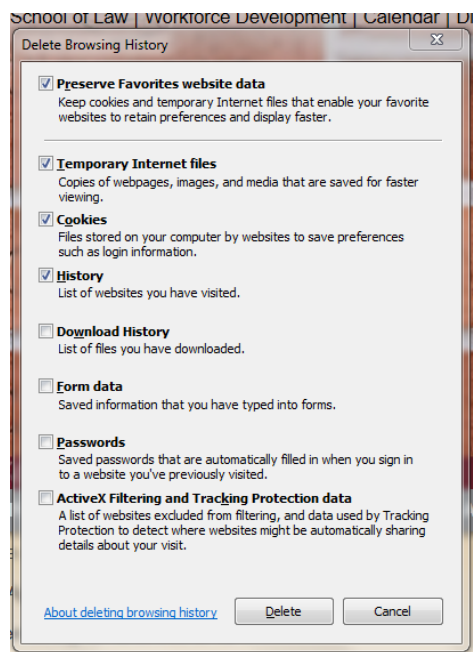 School of Law | Workforce Development | Calendar |
Delete Browsing History
Preserve Favorites website data
Keep cookies and temporary Internet files that enable your favorite
websites to retain preferences and display faster.
Temporary Internet files
Copies of webpages, images, and media that are saved for faster
viewing.
Cookies
Files stored on your computer by websites to save preferences
such as login information.
History
List of websites you have visited.
Download History
List of files you have downloaded.
Form data
Saved information that you have typed into forms.
Passwords
Saved passwords that are automatically filled in when you sign in
to a website you've previously visited.
ActiveX Filtering and Tracking Protection data
A list of websites excluded from filtering, and data used by Tracking
Protection to detect where websites might be automatically sharing
details about your visit.
About deleting browsing history Delete Cancel